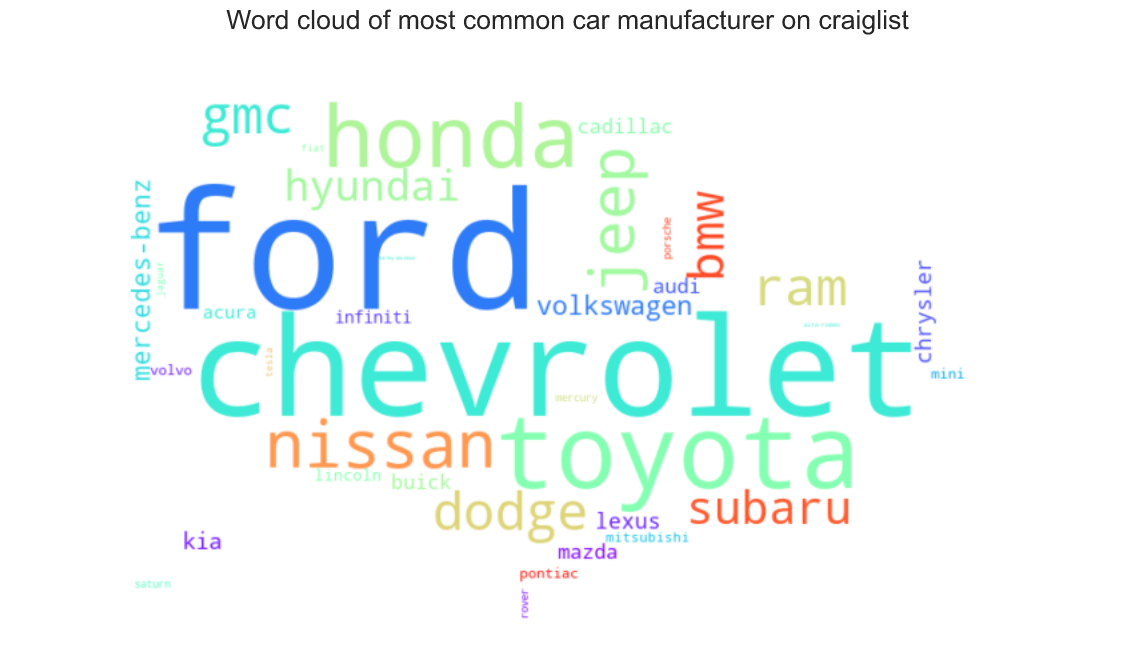 Word cloud of most common car manufacturer on craiglist
gmc
honda
cadillac
fiat
hyundai
jeep
mercedes-benz
ford
bmw
porsche
jaguar
audi
ram
volkswagen
acura
infiniti
chrysler
chevrolet
volvo
tesla
mini
mercury
nissan
toyota
lincoln
buick
dodge
lexus
subaru
mitsubishi
kia
mazda
pontiac
saturn
rover